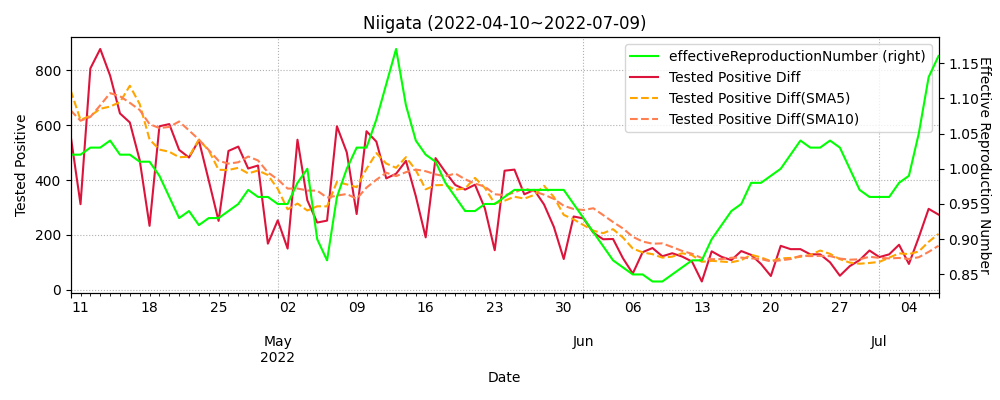 Niigata (2022-04-10~2022-07-09)
effectiveReproductionNumber (right)
Tested Positive Diff
Tested Positive Diff(SMA5)
Tested Positive Diff(SMA10)
Tested Positive
800
600
400
200
0
1.15
1.10
1.05
1.00
0.95
0.90
0.85
Effective Reproduction Number
11 18 25 02 09 16 23 30 06 13 20 27 04
May Jun Jul
2022
Date